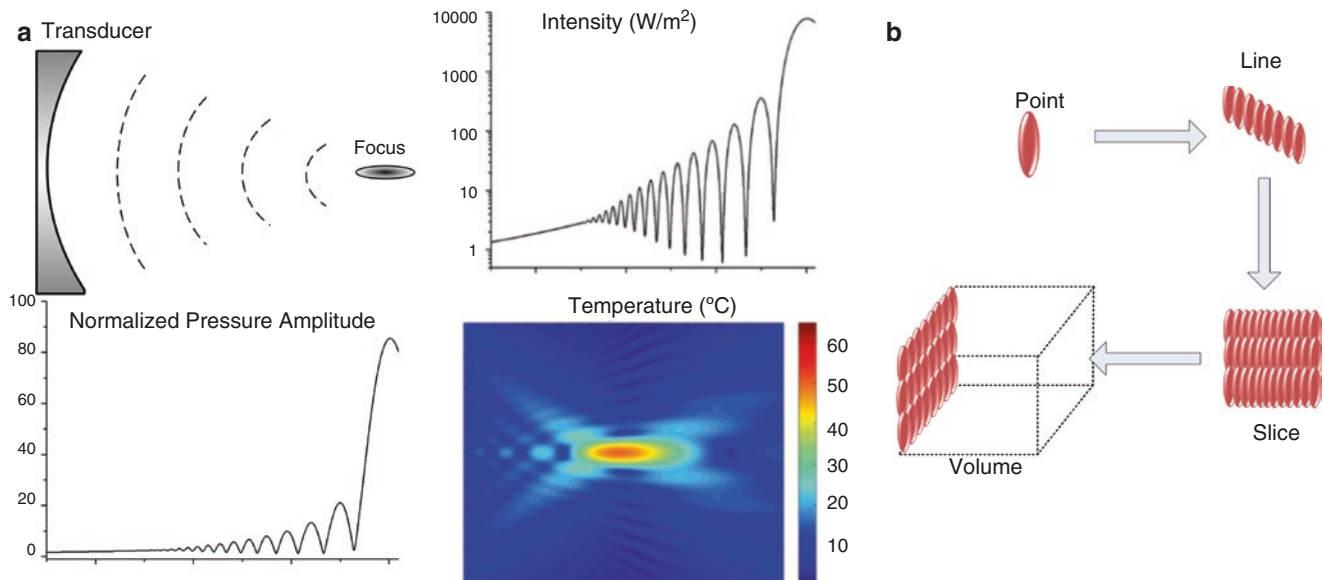 a
Transducer
Focus
Intensity (W/m²)
10000
1000
100
10
1
Normalized Pressure Amplitude
100
80
60
40
20
0
Temperature (ºC)
60
50
40
30
20
10
b
Point
Line
Slice
Volume